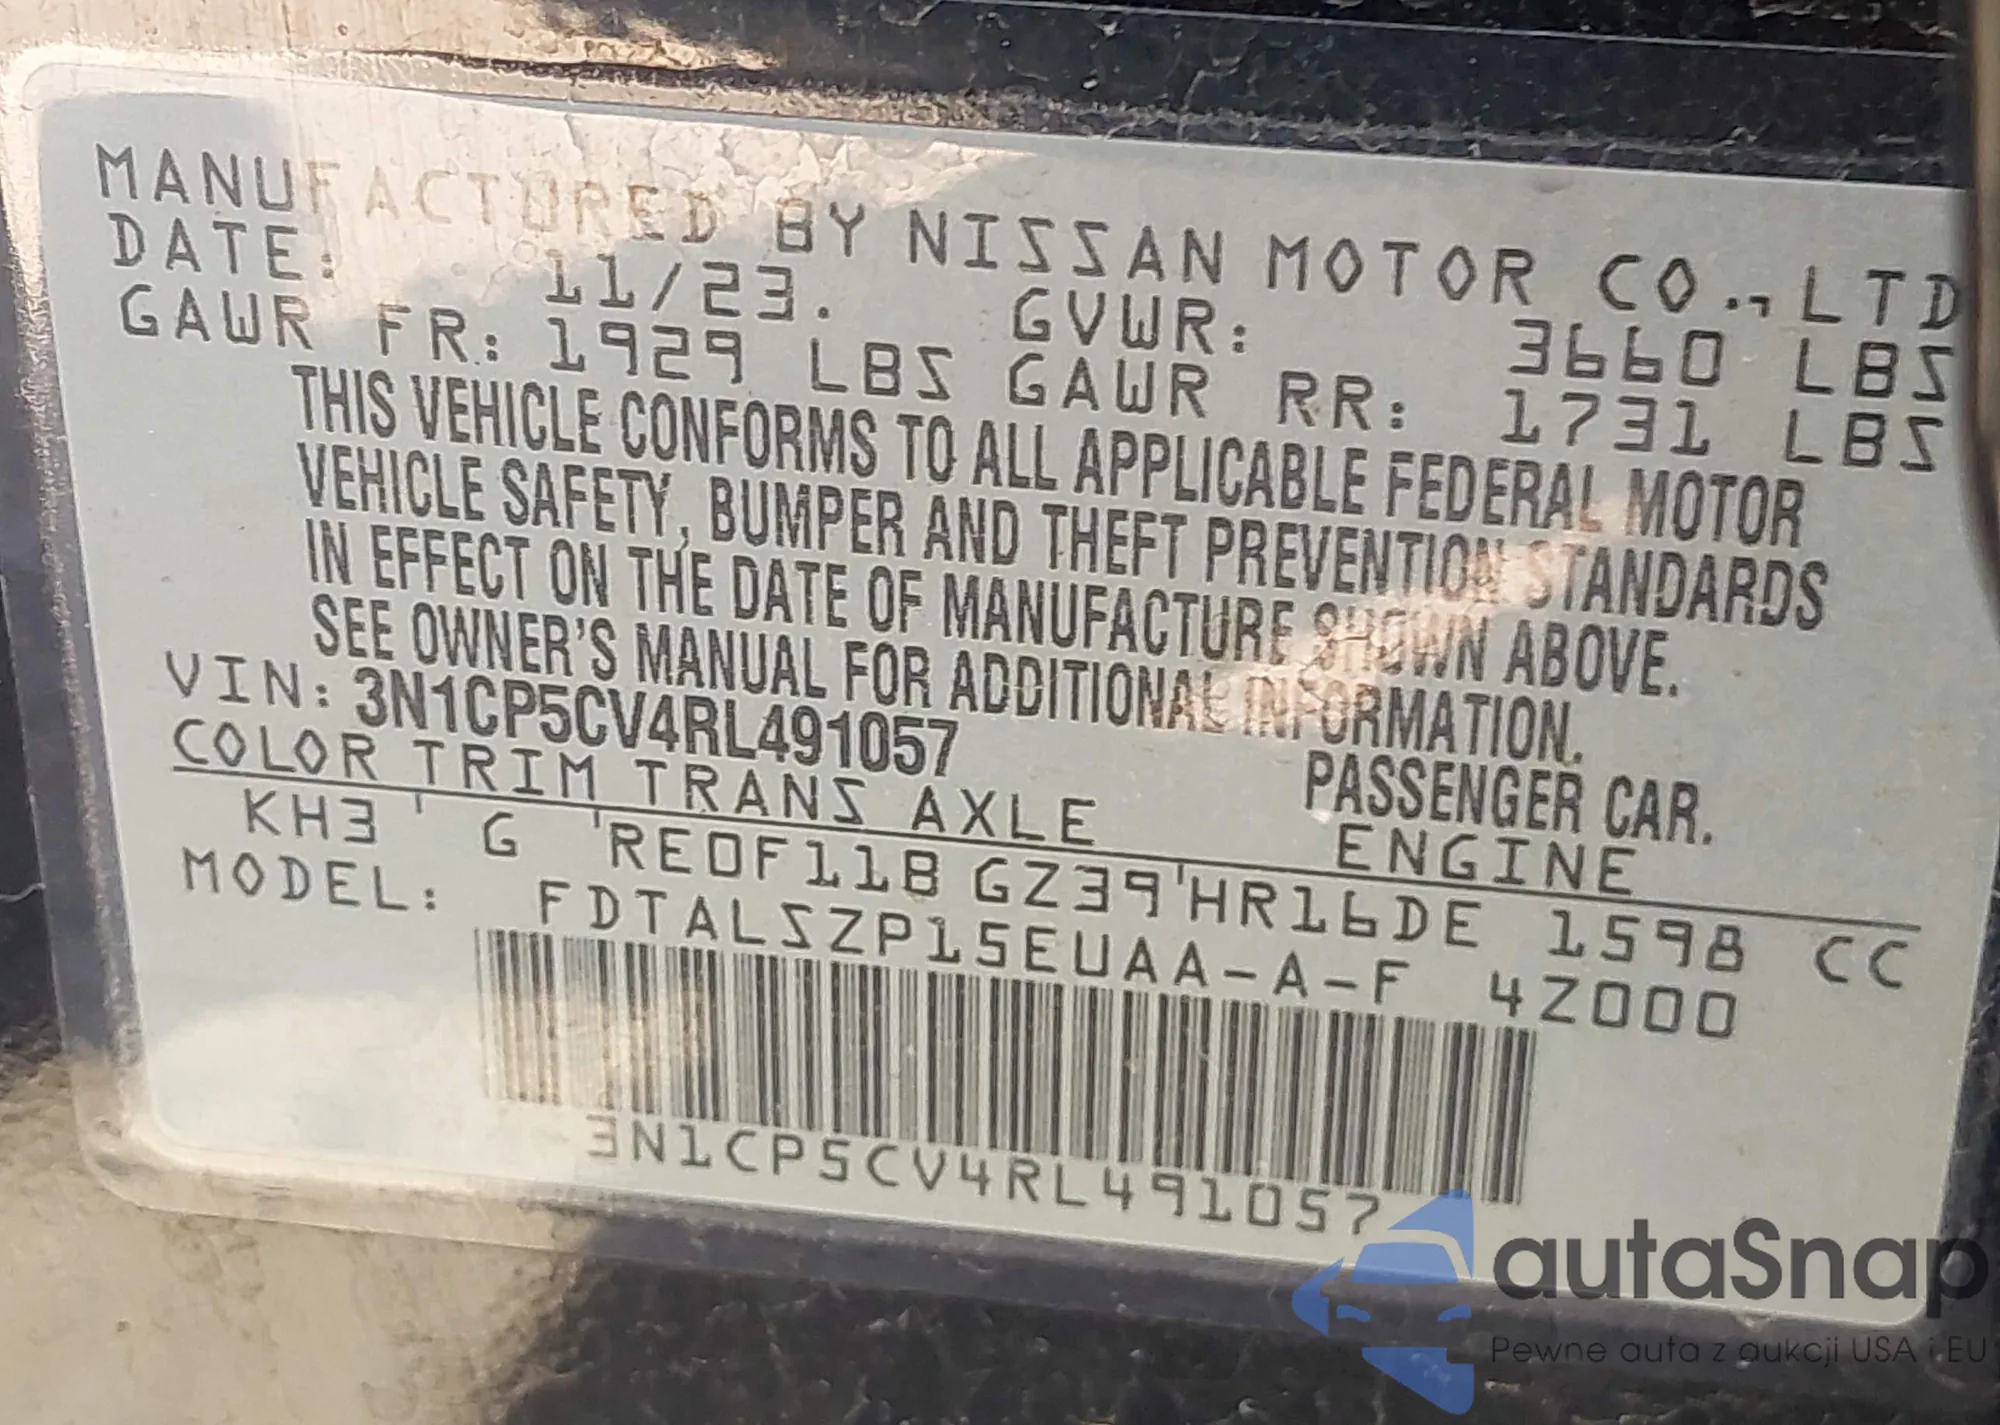 MANUFACTURED BY NISSAN MOTOR CO., LTD
DATE: 11/23. GVWR: 3660 LBS
GAWR FR: 1929 LBS GAWR RR: 1731 LBS
THIS VEHICLE CONFORMS TO ALL APPLICABLE FEDERAL MOTOR
VEHICLE SAFETY, BUMPER AND THEFT PREVENTION STANDARDS
IN EFFECT ON THE DATE OF MANUFACTURE SHOWN ABOVE.
SEE OWNER'S MANUAL FOR ADDITIONAL INFORMATION.
VIN: 3N1CP5CV4RL491057 PASSENGER CAR.
COLOR TRIM TRANS AXLE ENGINE
KH3 G RE0F11B GZ39 HR16DE 1598 CC
MODEL: FDTALSZP15EUAA-A-F 4Z000
3N1CP5CV4RL491057
autaSnap
Pewne auta z aukcji USA i EU